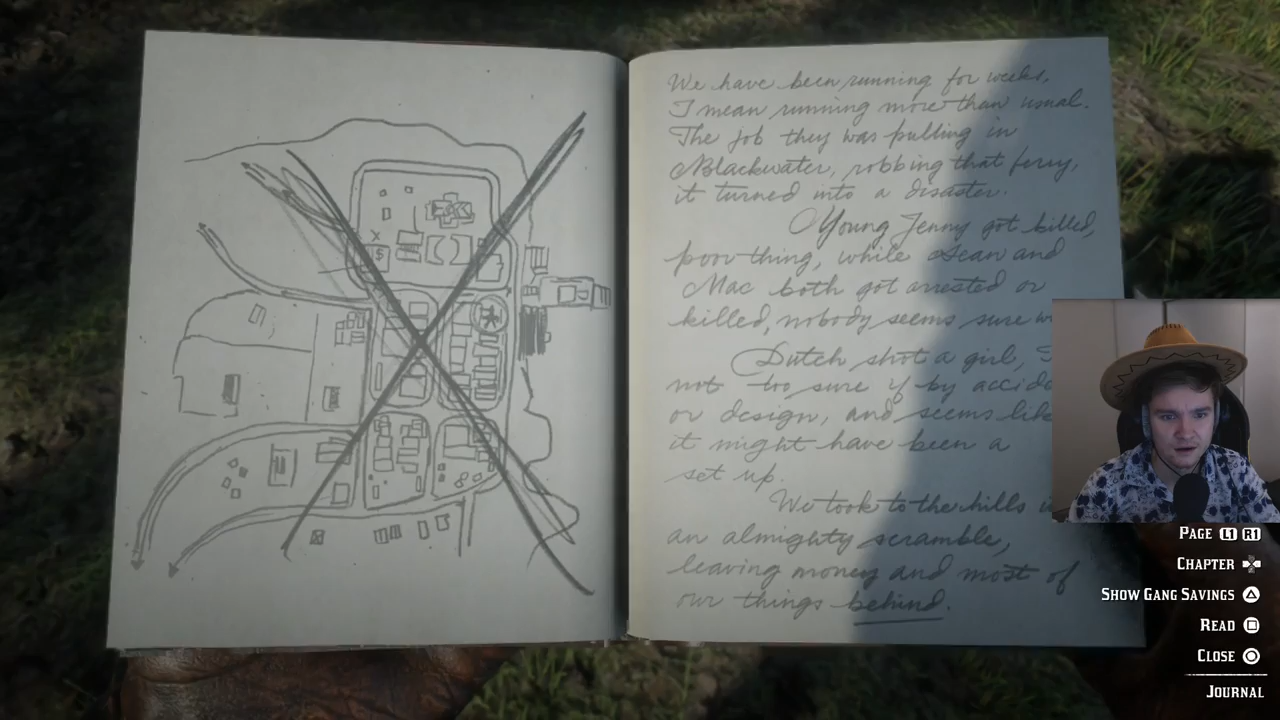 We have been running for weeks,
I mean running more than usual.
The job they was pulling in
Blackwater, robbing that ferry,
it turned into a disaster.
Young Jenny got killed,
poor thing, while Sean and
Mac both got arrested or
killed, nobody seems sure
Dutch shot a girl, I
not too sure if by
or design, and seems like
it might have been a
set up.
We took to the hills
an almighty scramble,
leaving money and most of
our things behind.
$
X
PAGE L1 R1
CHAPTER
SHOW GANG SAVINGS
READ
CLOSE
JOURNAL